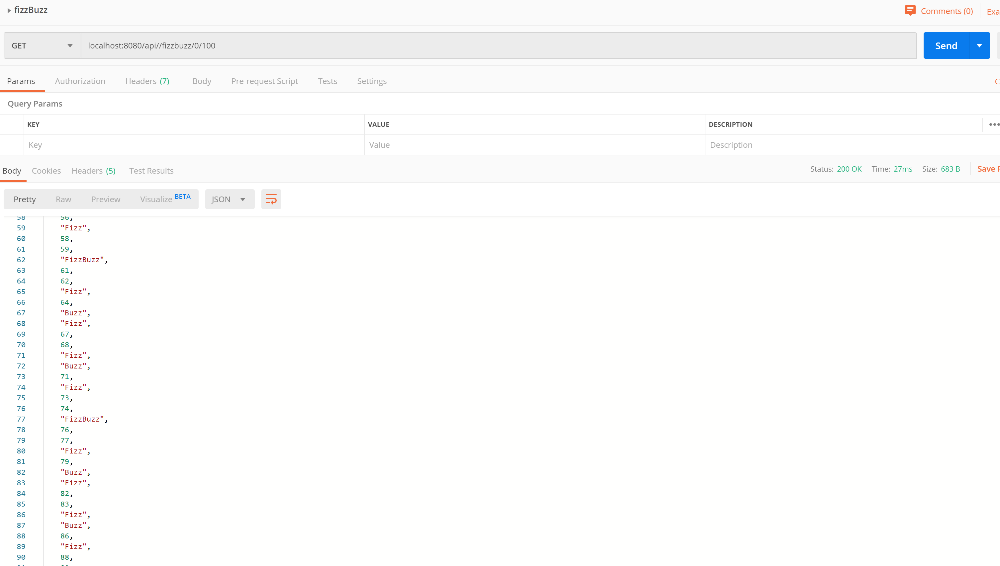 fizzBuzz
Comments (0)
GET localhost:8080/api//fizzbuzz/0/100 Send
Params Authorization Headers (7) Body Pre-request Script Tests Settings
Query Params
KEY VALUE DESCRIPTION
Key Value Description
Body Cookies Headers (5) Test Results Status: 200 OK Time: 27ms Size: 683 B Save
Pretty Raw Preview Visualize BETA JSON
58 56,
59 "Fizz",
60 58,
61 59,
62 "FizzBuzz",
63 61,
64 62,
65 "Fizz",
66 64,
67 "Buzz",
68 "Fizz",
69 67,
70 68,
71 "Fizz",
72 "Buzz",
73 71,
74 "Fizz",
75 73,
76 74,
77 "FizzBuzz",
78 76,
79 77,
80 "Fizz",
81 79,
82 "Buzz",
83 "Fizz",
84 82,
85 83,
86 "Fizz",
87 "Buzz",
88 86,
89 "Fizz",
90 88,